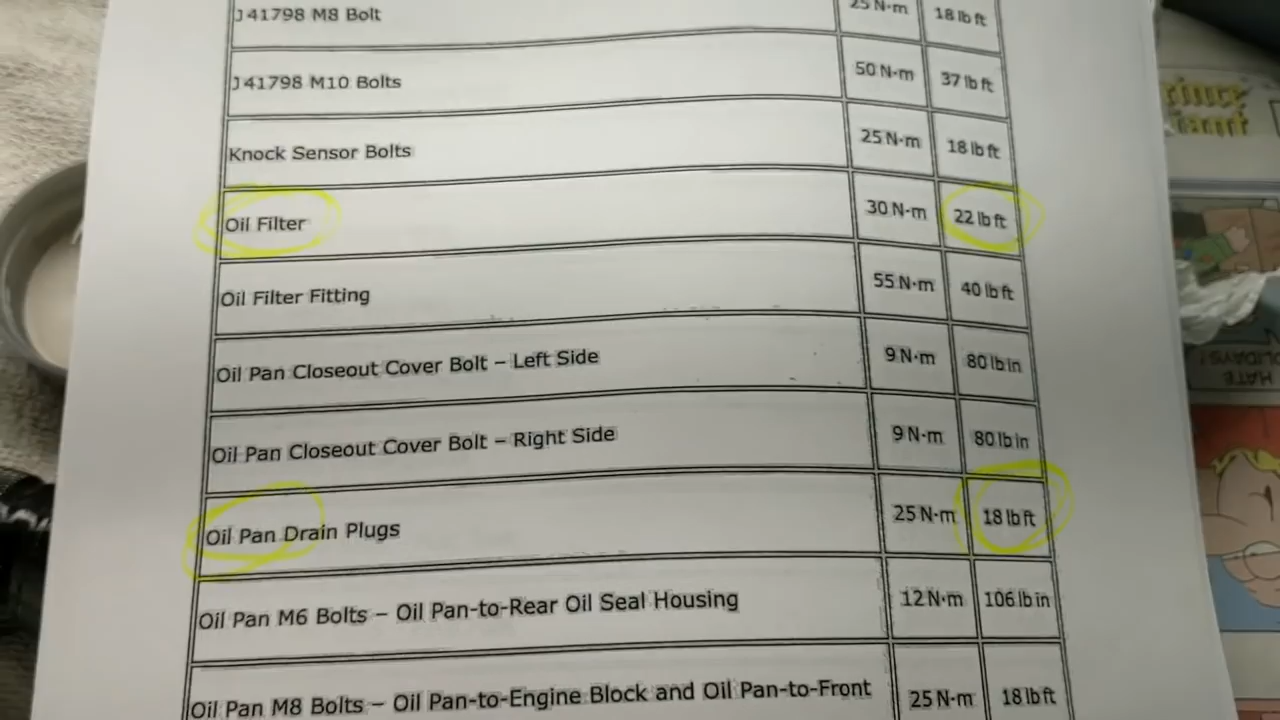 J 41798 M8 Bolt 25 N•m 18 lb ft
J 41798 M10 Bolts 50 N•m 37 lb ft
Knock Sensor Bolts 25 N•m 18 lb ft
Oil Filter 30 N•m 22 lb ft
Oil Filter Fitting 55 N•m 40 lb ft
Oil Pan Closeout Cover Bolt – Left Side 9 N•m 80 lb in
Oil Pan Closeout Cover Bolt – Right Side 9 N•m 80 lb in
Oil Pan Drain Plugs 25 N•m 18 lb ft
Oil Pan M6 Bolts – Oil Pan-to-Rear Oil Seal Housing 12 N•m 106 lb in
Oil Pan M8 Bolts – Oil Pan-to-Engine Block and Oil Pan-to-Front 25 N•m 18 lb ft
HATE